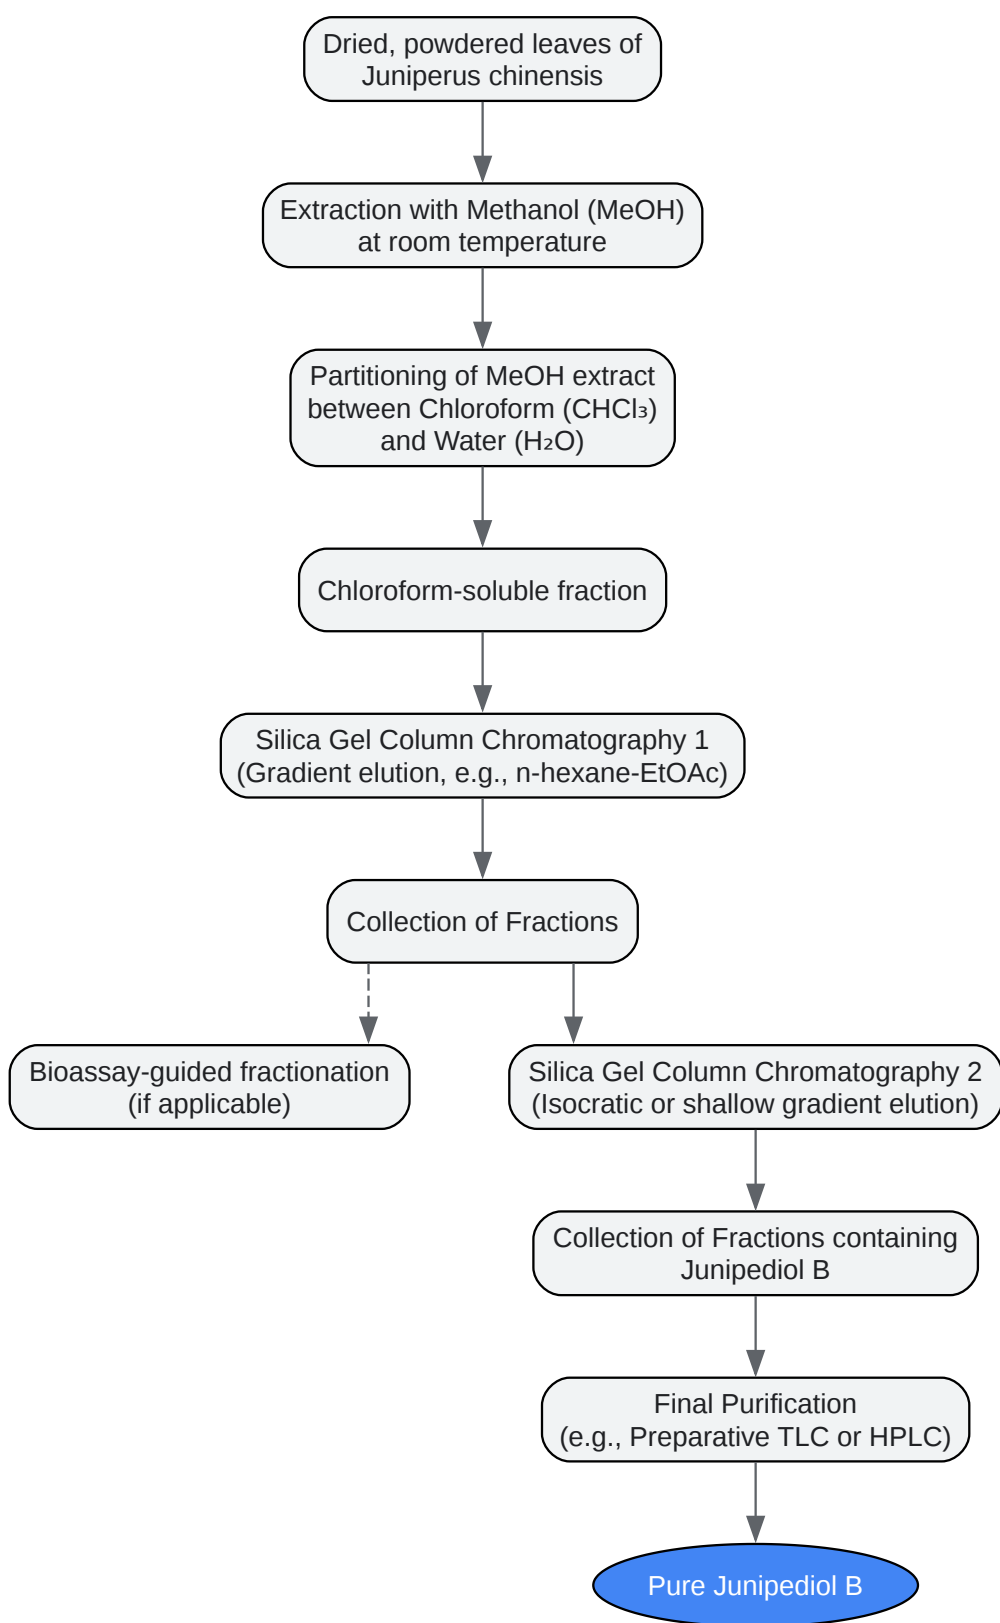 Dried, powdered leaves of
Juniperus chinensis
Extraction with Methanol (MeOH)
at room temperature
Partitioning of MeOH extract
between Chloroform (CHCl₃)
and Water (H₂O)
Chloroform-soluble fraction
Silica Gel Column Chromatography 1
(Gradient elution, e.g., n-hexane-EtOAc)
Collection of Fractions
Bioassay-guided fractionation
(if applicable)
Silica Gel Column Chromatography 2
(Isocratic or shallow gradient elution)
Collection of Fractions containing
Junipediol B
Final Purification
(e.g., Preparative TLC or HPLC)
Pure Junipediol B